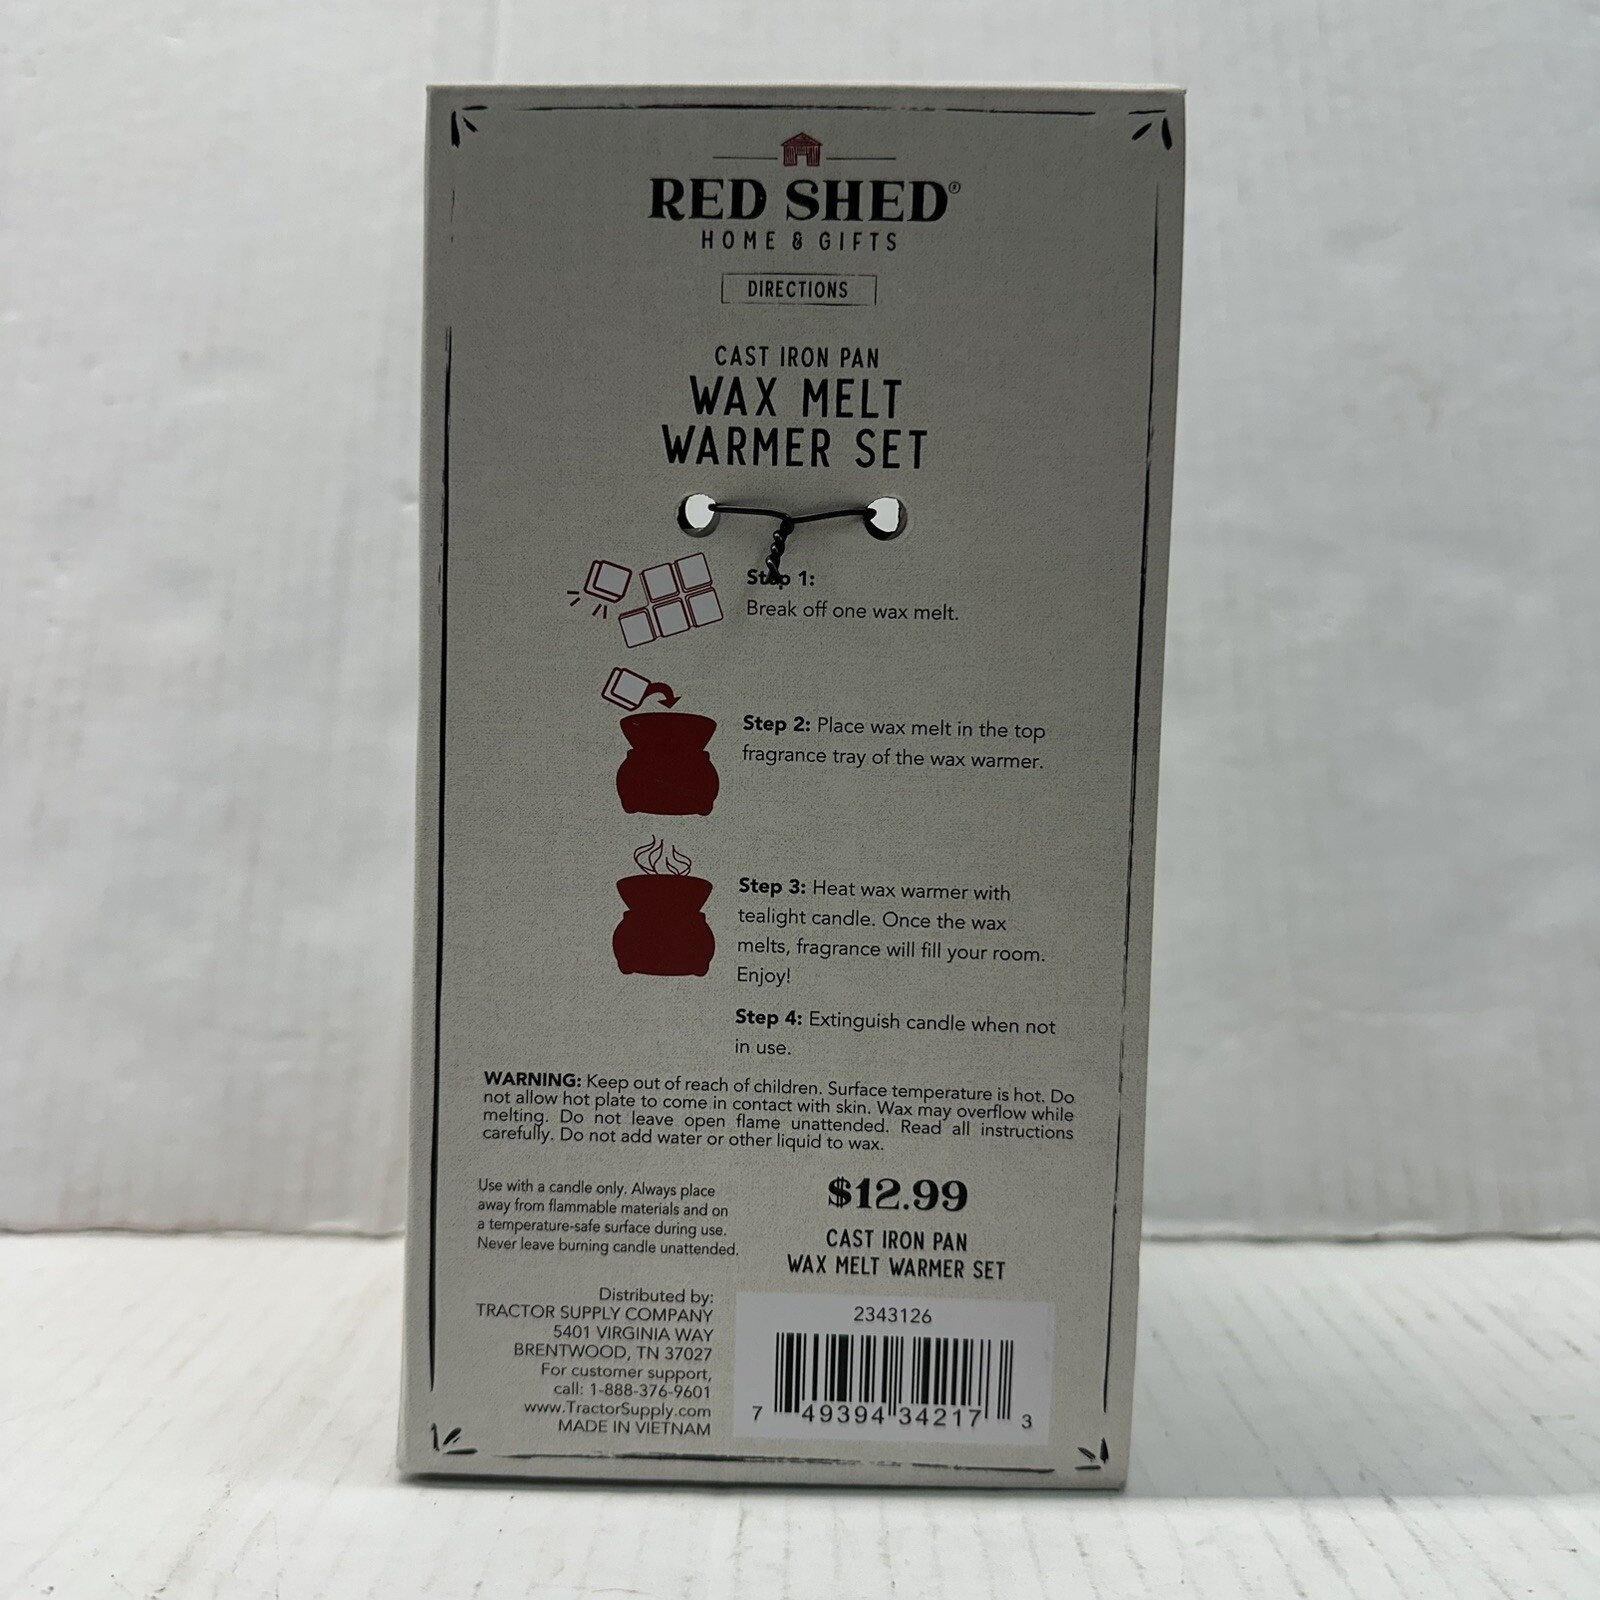 RED SHED®
HOME & GIFTS
DIRECTIONS
CAST IRON PAN
WAX MELT
WARMER SET
Step 1:
Break off one wax melt.
Step 2: Place wax melt in the top
fragrance tray of the wax warmer.
Step 3: Heat wax warmer with
tealight candle. Once the wax
melts, fragrance will fill your room.
Enjoy!
Step 4: Extinguish candle when not
in use.
WARNING: Keep out of reach of children. Surface temperature is hot. Do
not allow hot plate to come in contact with skin. Wax may overflow while
melting. Do not leave open flame unattended. Read all instructions
carefully. Do not add water or other liquid to wax.
Use with a candle only. Always place
away from flammable materials and on
a temperature-safe surface during use.
Never leave burning candle unattended.
$12.99
CAST IRON PAN
WAX MELT WARMER SET
Distributed by:
TRACTOR SUPPLY COMPANY
5401 VIRGINIA WAY
BRENTWOOD, TN 37027
For customer support,
call: 1-888-376-9601
www.TractorSupply.com
MADE IN VIETNAM
2343126
7 49394 34217 3